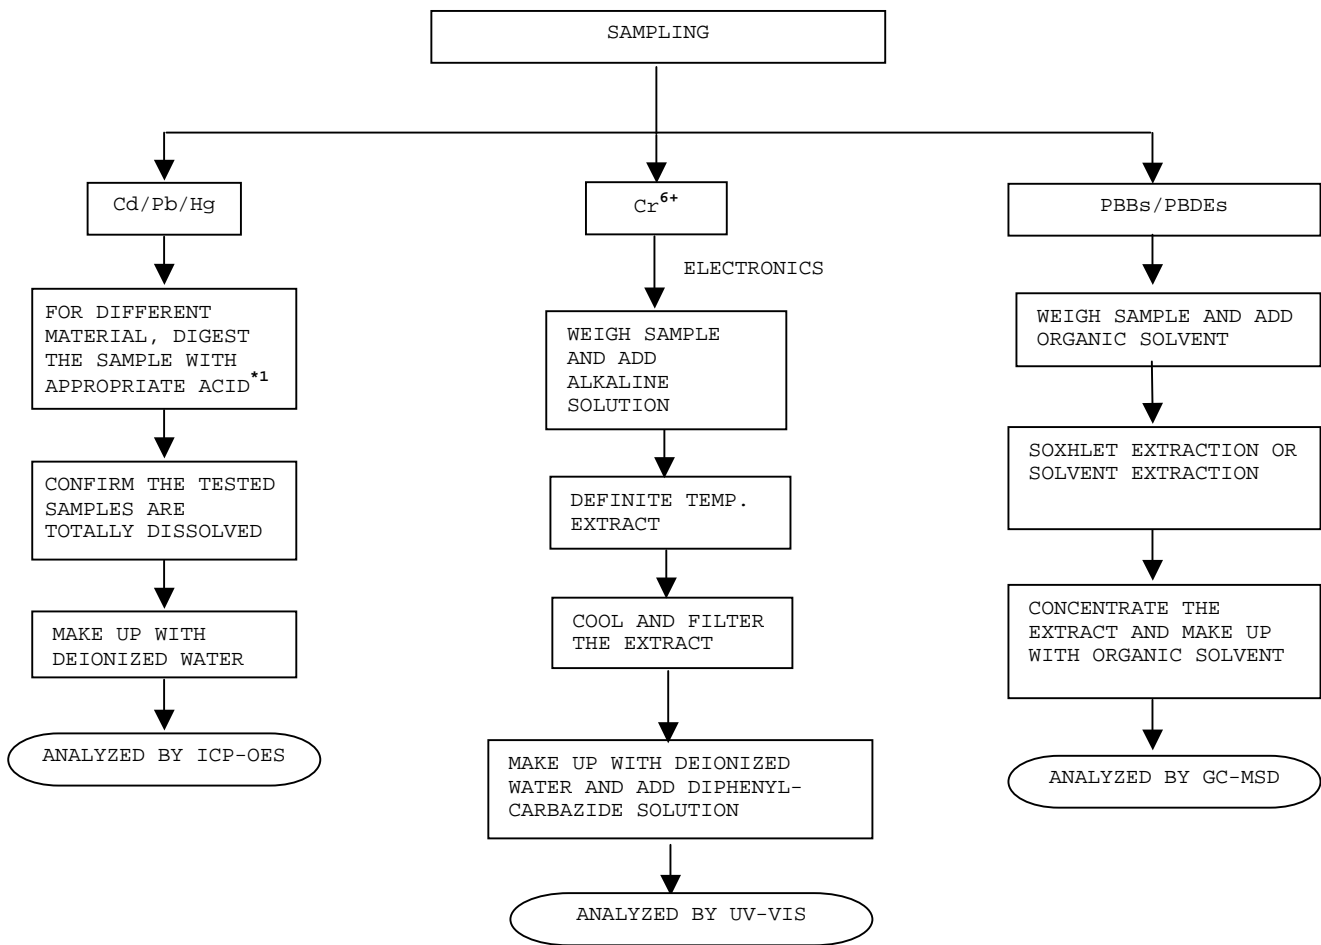 SAMPLING
Cd/Pb/Hg
FOR DIFFERENT
MATERIAL, DIGEST
THE SAMPLE WITH
APPROPRIATE ACID*1
CONFIRM THE TESTED
SAMPLES ARE
TOTALLY DISSOLVED
MAKE UP WITH
DEIONIZED WATER
ANALYZED BY ICP-OES
Cr6+
ELECTRONICS
WEIGH SAMPLE
AND ADD
ALKALINE
SOLUTION
DEFINITE TEMP.
EXTRACT
COOL AND FILTER
THE EXTRACT
MAKE UP WITH DEIONIZED
WATER AND ADD DIPHENYL-
CARBAZIDE SOLUTION
ANALYZED BY UV-VIS
PBBs/PBDEs
WEIGH SAMPLE AND ADD
ORGANIC SOLVENT
SOXHLET EXTRACTION OR
SOLVENT EXTRACTION
CONCENTRATE THE
EXTRACT AND MAKE UP
WITH ORGANIC SOLVENT
ANALYZED BY GC-MSD